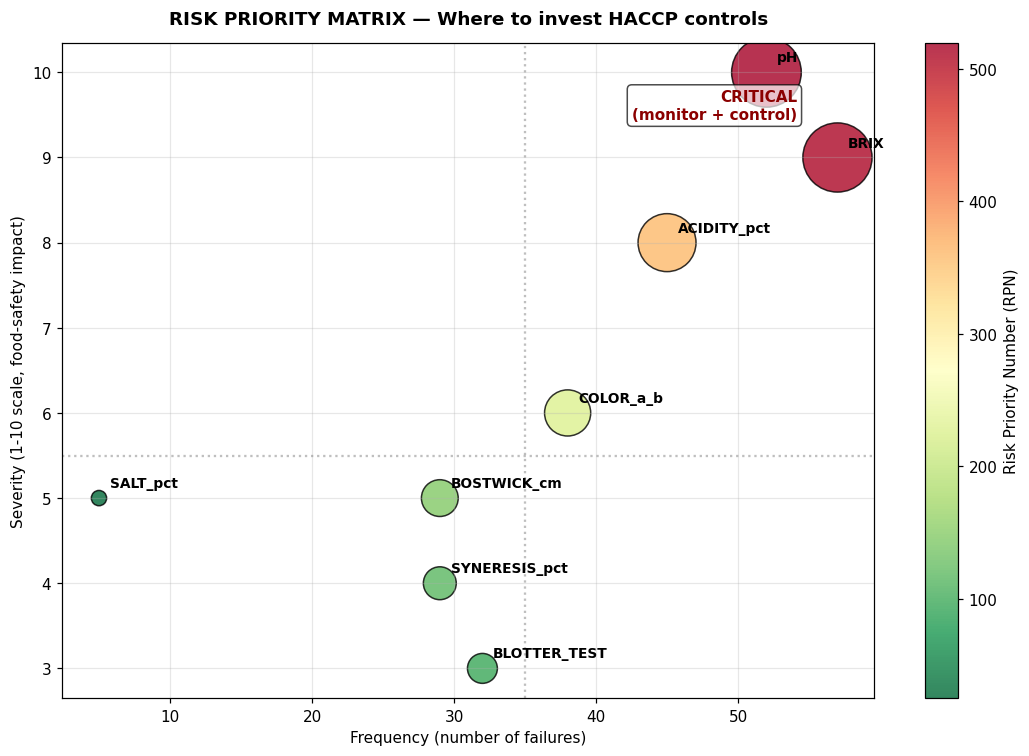 RISK PRIORITY MATRIX — Where to invest HACCP controls
Severity (1-10 scale, food-safety impact)
10
9
8
7
6
5
4
3
pH
CRITICAL
(monitor + control)
BRIX
ACIDITY_pct
COLOR_a_b
SALT_pct
BOSTWICK_cm
SYNERESIS_pct
BLOTTER_TEST
10
20
30
40
50
Frequency (number of failures)
500
400
300
200
100
Risk Priority Number (RPN)